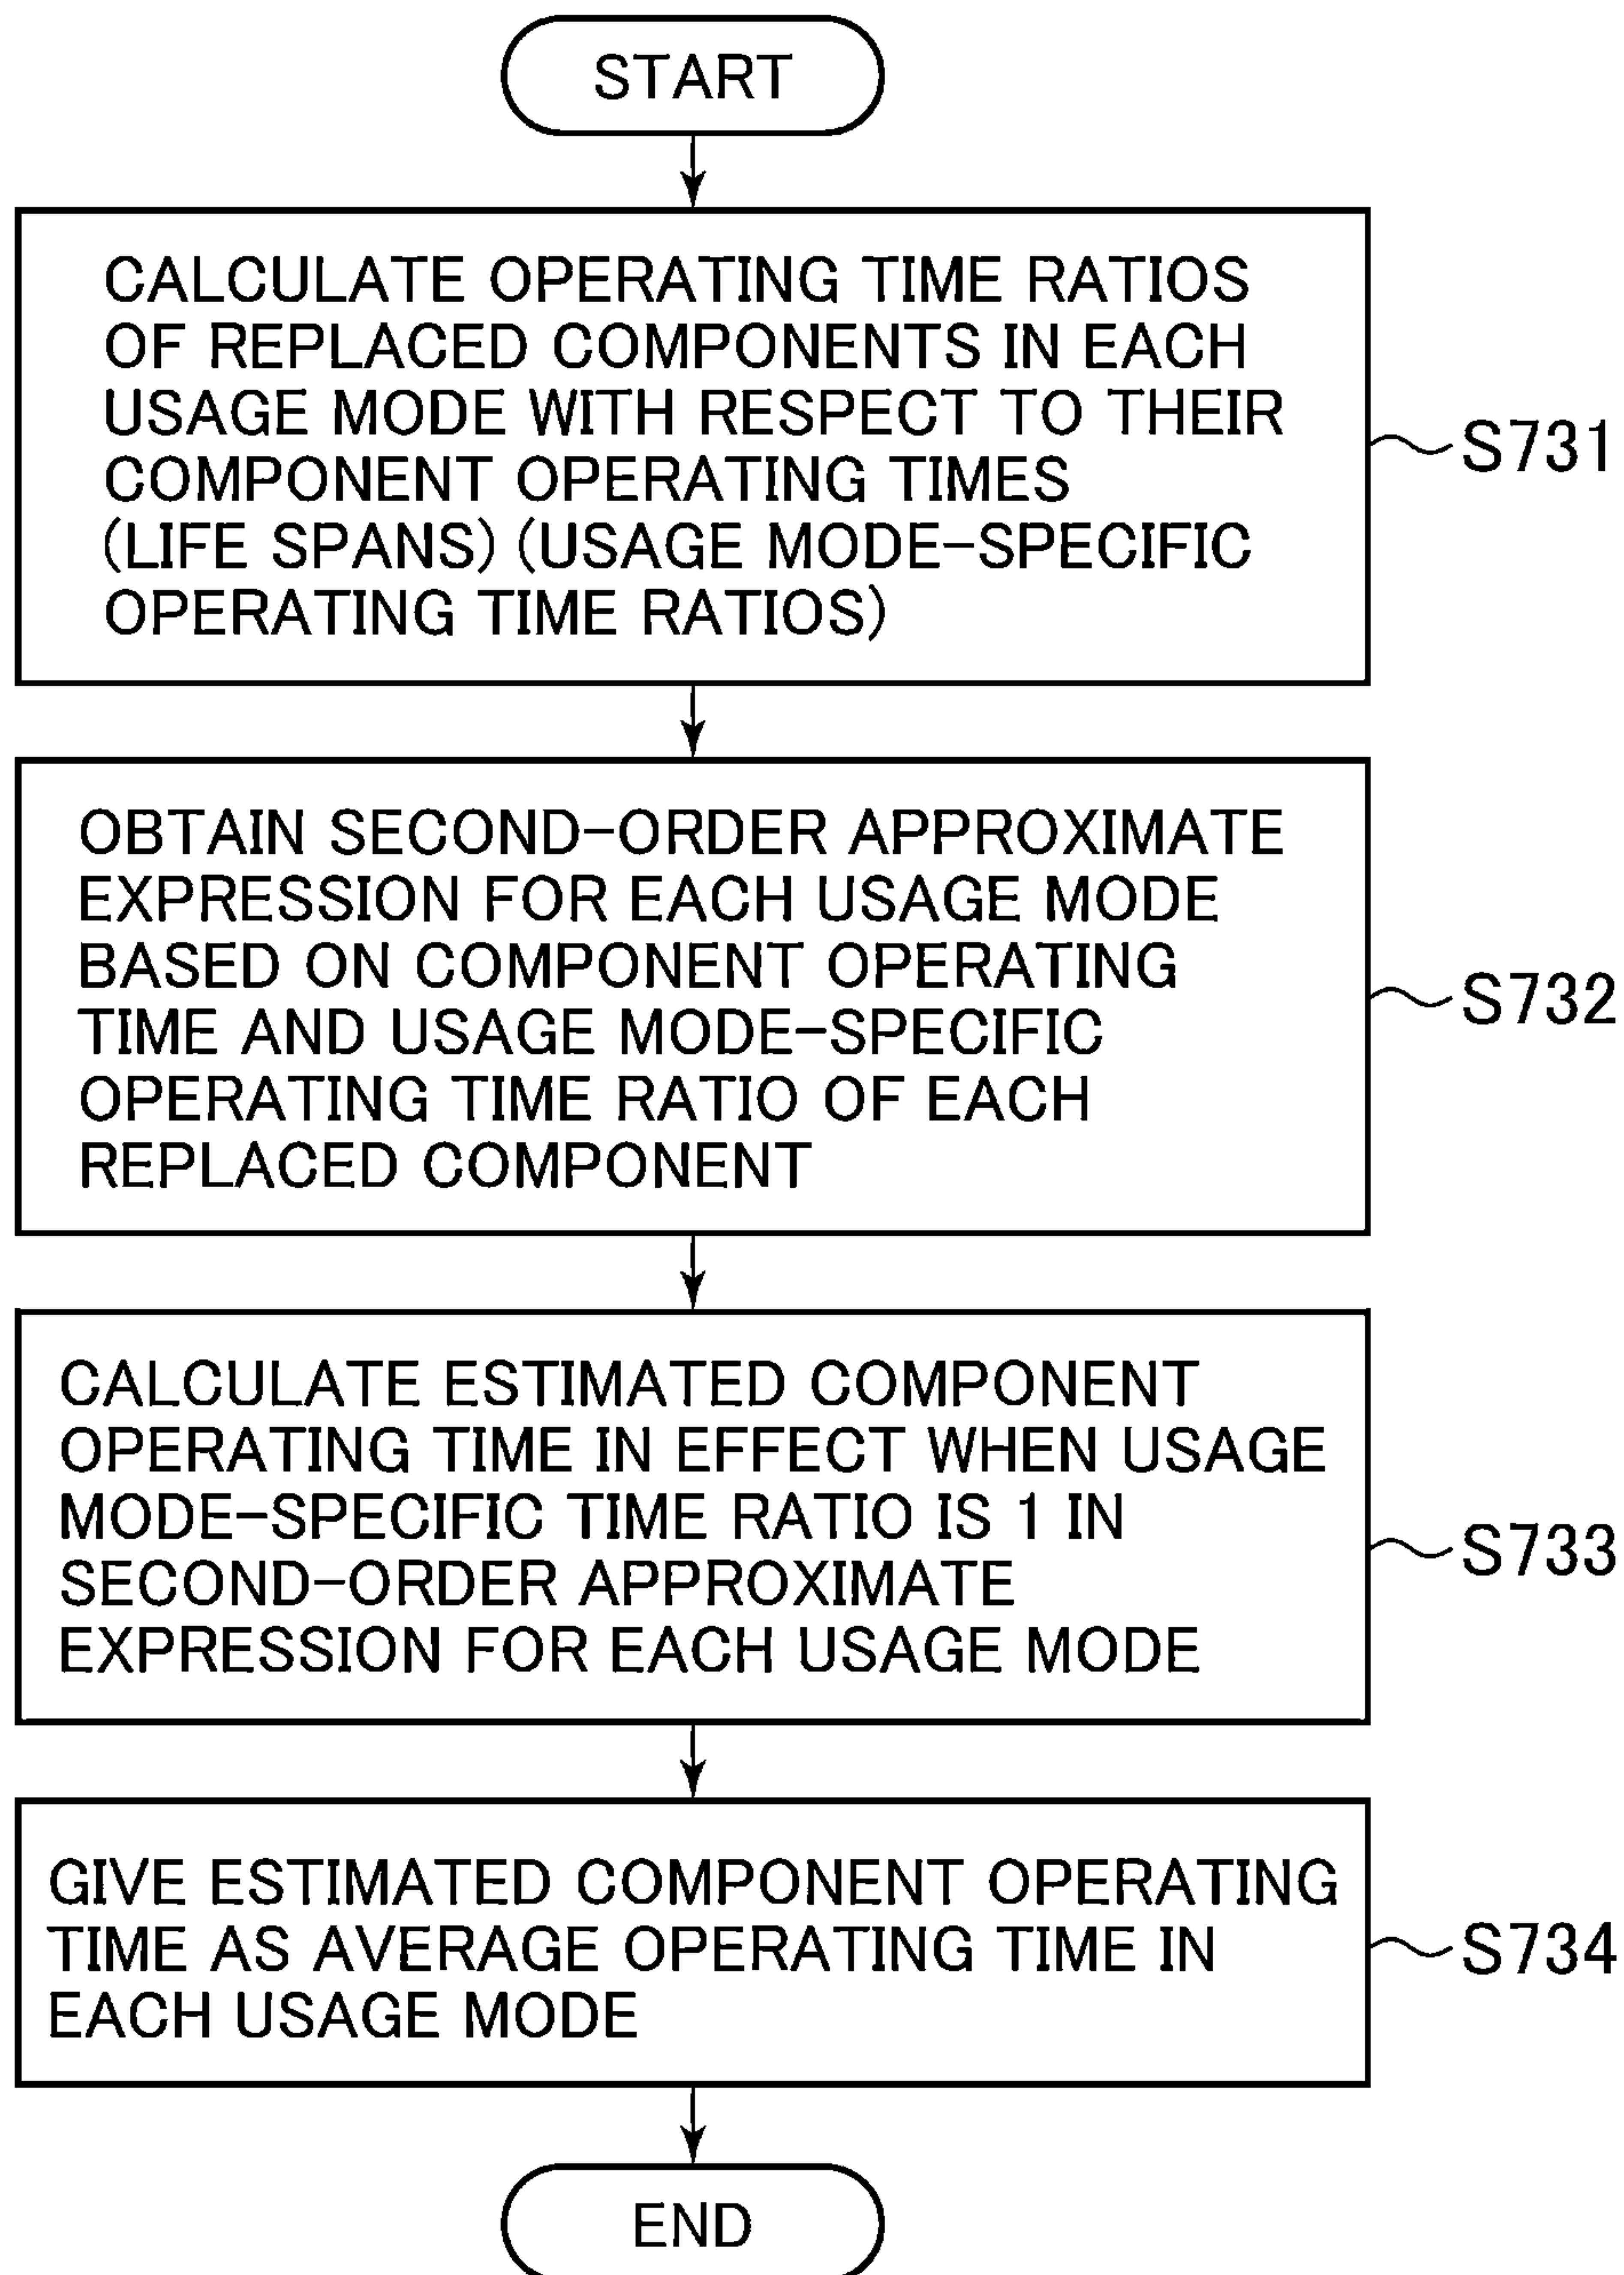 START
CALCULATE OPERATING TIME RATIOS
OF REPLACED COMPONENTS IN EACH
USAGE MODE WITH RESPECT TO THEIR
COMPONENT OPERATING TIMES
(LIFE SPANS) (USAGE MODE-SPECIFIC
OPERATING TIME RATIOS)
S731
OBTAIN SECOND-ORDER APPROXIMATE
EXPRESSION FOR EACH USAGE MODE
BASED ON COMPONENT OPERATING
TIME AND USAGE MODE-SPECIFIC
OPERATING TIME RATIO OF EACH
REPLACED COMPONENT
S732
CALCULATE ESTIMATED COMPONENT
OPERATING TIME IN EFFECT WHEN USAGE
MODE-SPECIFIC TIME RATIO IS 1 IN
SECOND-ORDER APPROXIMATE
EXPRESSION FOR EACH USAGE MODE
S733
GIVE ESTIMATED COMPONENT OPERATING
TIME AS AVERAGE OPERATING TIME IN
EACH USAGE MODE
S734
END